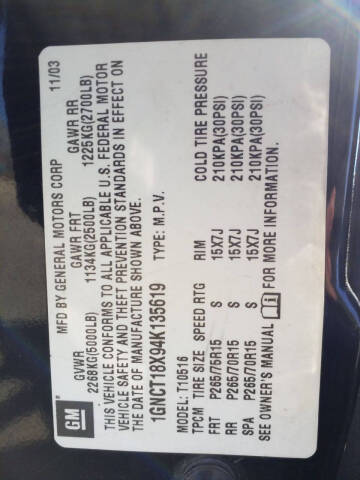 GM
MFD BY GENERAL MOTORS CORP 11/03
GVWR GAWR FRT GAWR RR
2268KG(5000LB) 1134KG(2500LB) 1225KG(2700LB)
THIS VEHICLE CONFORMS TO ALL APPLICABLE U.S. FEDERAL MOTOR
VEHICLE SAFETY AND THEFT PREVENTION STANDARDS IN EFFECT ON
THE DATE OF MANUFACTURE SHOWN ABOVE.
1GNCT18X94K135619 TYPE: M.P.V.
MODEL: T10516
TPCM TIRE SIZE SPEED RTG RIM COLD TIRE PRESSURE
FRT P265/75R15 S 15X7J 210KPA(30PSI)
RR P265/70R15 S 15X7J 210KPA(30PSI)
SPA P265/70R15 S 15X7J 210KPA(30PSI)
SEE OWNER'S MANUAL